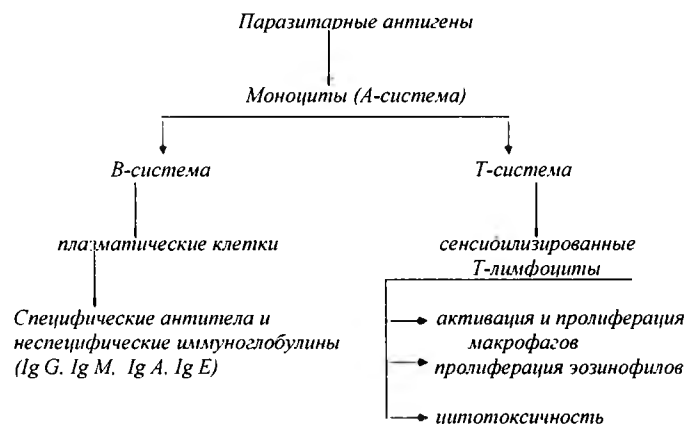 Паразитарные антигены
Моноциты (А-система)
В-система
Т-система
плазматические клетки
сенсибилизированные
Т-лимфоциты
Специфические антитела и
неспецифические иммуноглобулины
(Ig G. Ig M, Ig A. Ig E)
активация и пролиферация
макрофагов
пролиферация эозинофилов
цитотоксичность